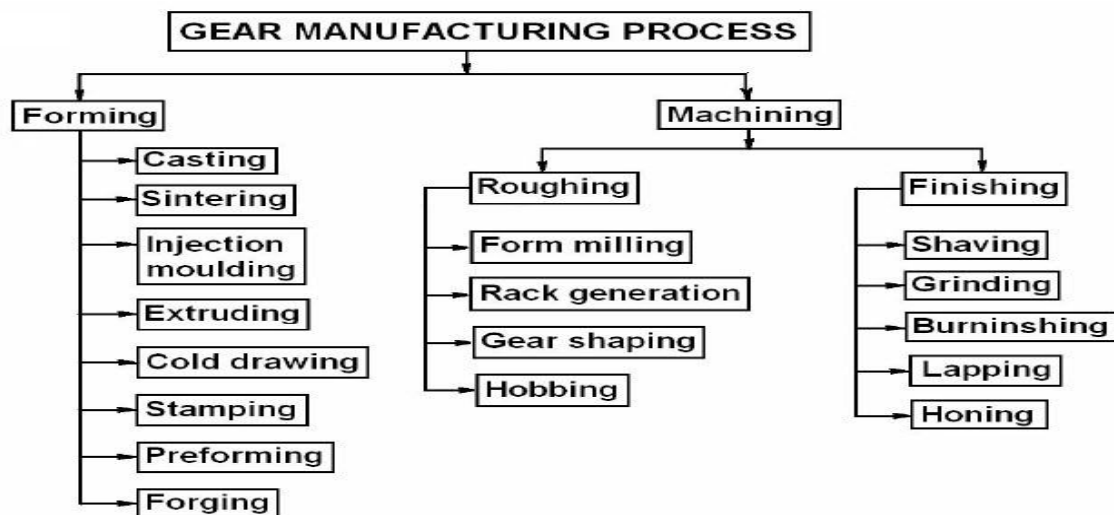 GEAR MANUFACTURING PROCESS
Forming
Casting
Sintering
Injection
moulding
Extruding
Cold drawing
Stamping
Preforming
Forging
Machining
Roughing
Form milling
Rack generation
Gear shaping
Hobbing
Finishing
Shaving
Grinding
Burninshing
Lapping
Honing